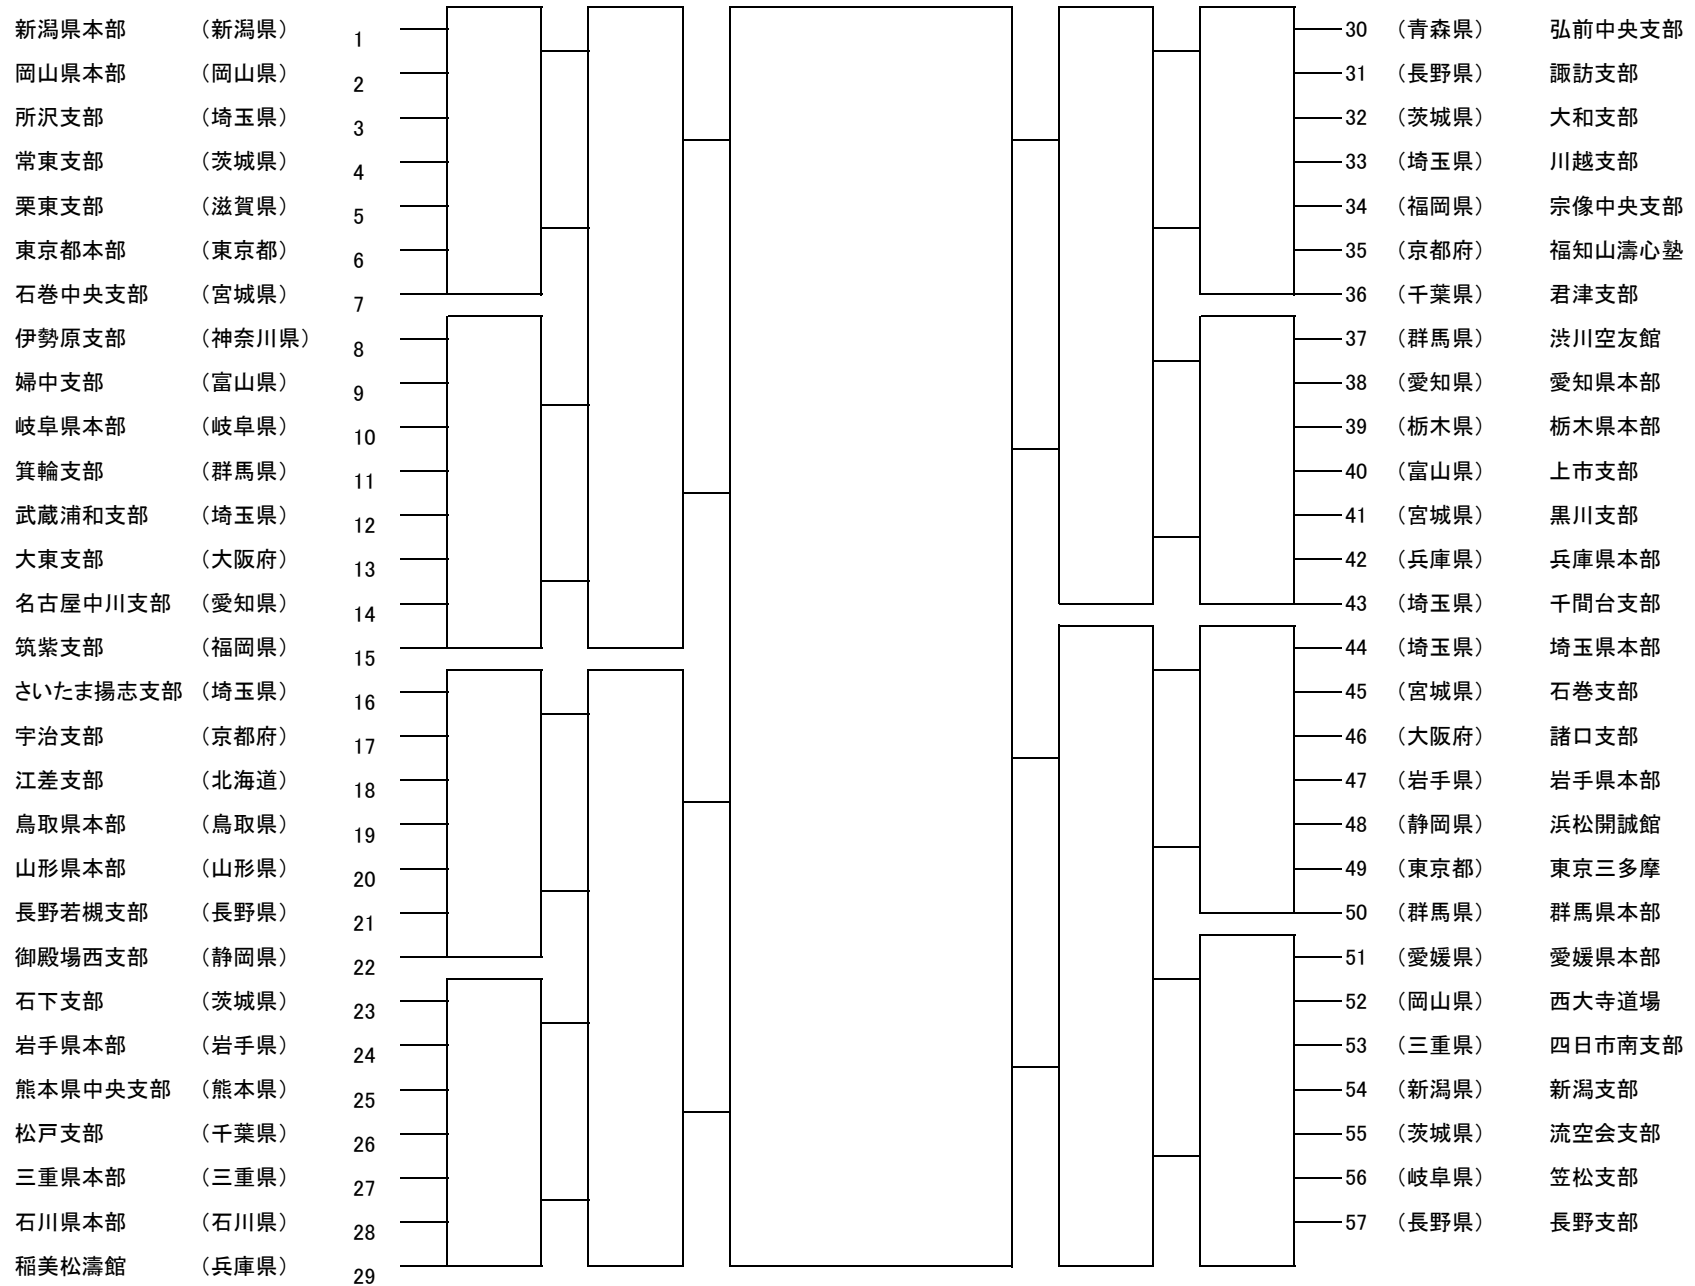 新潟県本部 （新潟県） 1
岡山県本部 （岡山県） 2
所沢支部 （埼玉県） 3
常東支部 （茨城県） 4
栗東支部 （滋賀県） 5
東京都本部 （東京都） 6
石巻中央支部 （宮城県） 7
伊勢原支部 （神奈川県） 8
婦中支部 （富山県） 9
岐阜県本部 （岐阜県） 10
箕輪支部 （群馬県） 11
武蔵浦和支部 （埼玉県） 12
大東支部 （大阪府） 13
名古屋中川支部 （愛知県） 14
筑紫支部 （福岡県） 15
さいたま揚志支部 （埼玉県） 16
宇治支部 （京都府） 17
江差支部 （北海道） 18
鳥取県本部 （鳥取県） 19
山形県本部 （山形県） 20
長野若槻支部 （長野県） 21
御殿場西支部 （静岡県） 22
石下支部 （茨城県） 23
岩手県本部 （岩手県） 24
熊本県中央支部 （熊本県） 25
松戸支部 （千葉県） 26
三重県本部 （三重県） 27
石川県本部 （石川県） 28
稲美松濤館 （兵庫県） 29
30 （青森県） 弘前中央支部
31 （長野県） 諏訪支部
32 （茨城県） 大和支部
33 （埼玉県） 川越支部
34 （福岡県） 宗像中央支部
35 （京都府） 福知山濤心塾
36 （千葉県） 君津支部
37 （群馬県） 渋川空友館
38 （愛知県） 愛知県本部
39 （栃木県） 栃木県本部
40 （富山県） 上市支部
41 （宮城県） 黒川支部
42 （兵庫県） 兵庫県本部
43 （埼玉県） 千間台支部
44 （埼玉県） 埼玉県本部
45 （宮城県） 石巻支部
46 （大阪府） 諸口支部
47 （岩手県） 岩手県本部
48 （静岡県） 浜松開誠館
49 （東京都） 東京三多摩
50 （群馬県） 群馬県本部
51 （愛媛県） 愛媛県本部
52 （岡山県） 西大寺道場
53 （三重県） 四日市南支部
54 （新潟県） 新潟支部
55 （茨城県） 流空会支部
56 （岐阜県） 笠松支部
57 （長野県） 長野支部